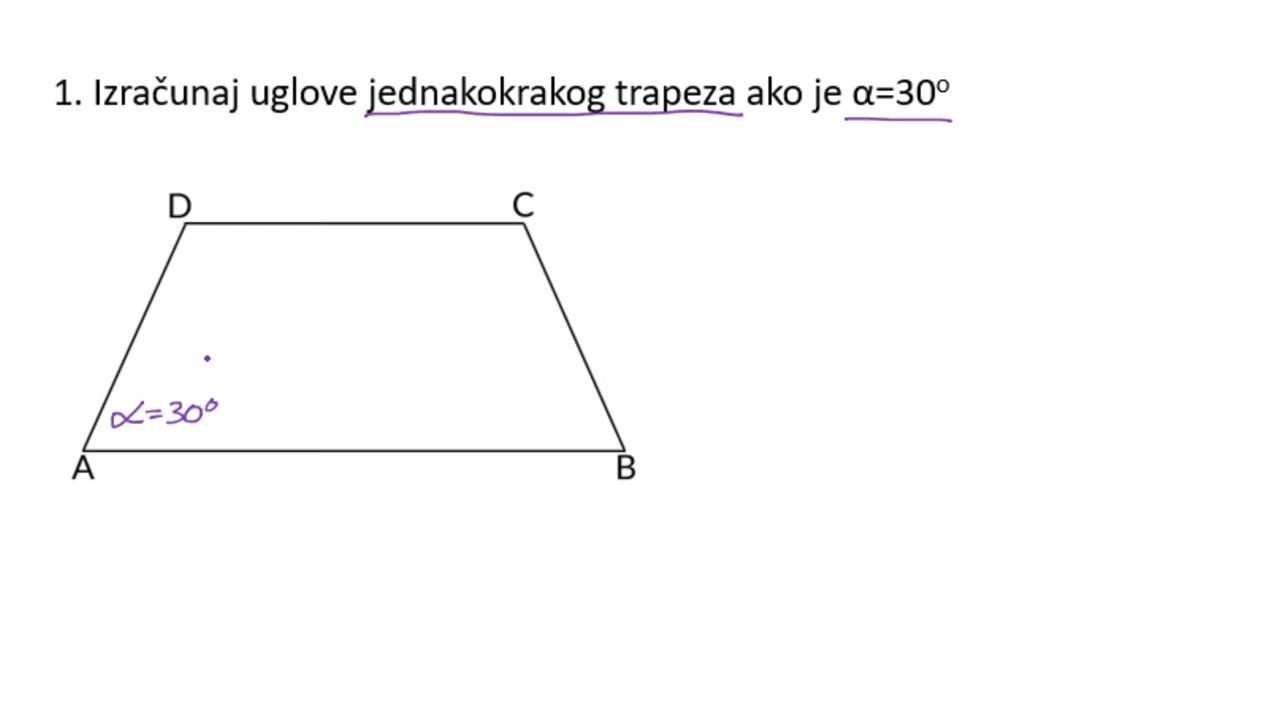 1. Izračunaj uglove jednakokrakog trapeza ako je α=30°
D C
α=30°
A B